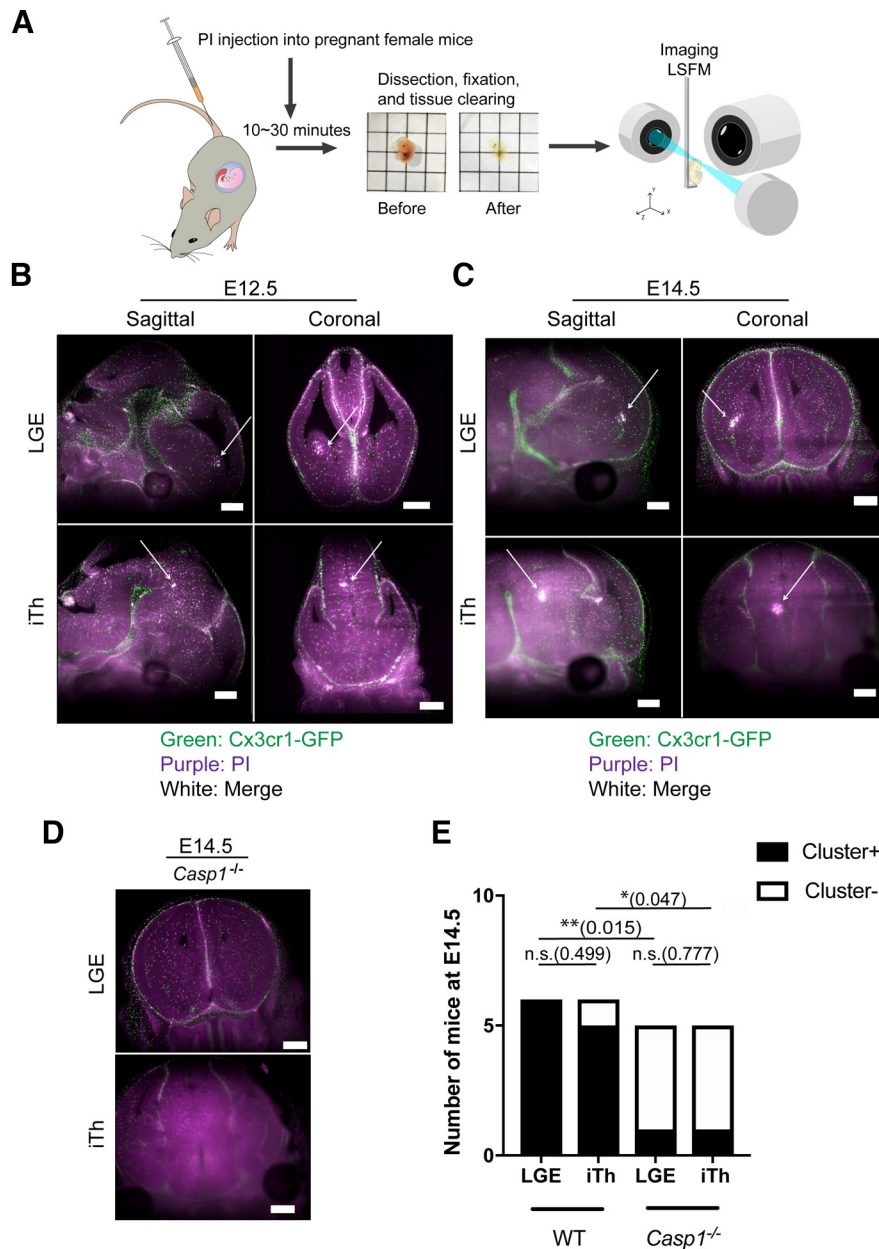 A
PI injection into pregnant female mice
10~30 minutes
Dissection, fixation,
and tissue clearing
Before
After
Imaging
LSFM
Y
Z
X
B
E12.5
Sagittal
Coronal
LGE
iTh
Green: Cx3cr1-GFP
Purple: PI
White: Merge
C
E14.5
Sagittal
Coronal
LGE
iTh
Green: Cx3cr1-GFP
Purple: PI
White: Merge
D
E14.5
Casp1-/-
LGE
iTh
E
Cluster+
Cluster-
Number of mice at E14.5
10
5
0
*(0.047)
**(0.015)
n.s.(0.499)
n.s.(0.777)
LGE
iTh
LGE
iTh
WT
Casp1-/-